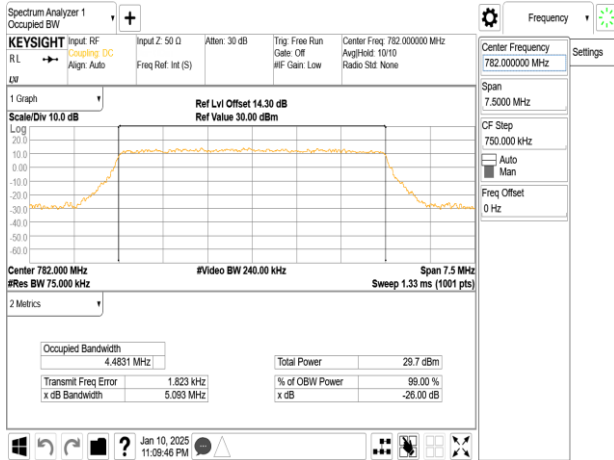 Spectrum Analyzer 1
Occupied BW
Frequency
KEYSIGHT
RL
LXI
Input: RF
Coupling: DC
Align: Auto
Input Z: 50 Ω
Freq Ref: Int (S)
Atten: 30 dB
Trig: Free Run
Gate: Off
#IF Gain: Low
Center Freq: 782.000000 MHz
Avg|Hold: 10/10
Radio Std: None
Center Frequency
782.000000 MHz
Settings
Span
7.5000 MHz
CF Step
750.000 kHz
Auto
Man
Freq Offset
0 Hz
1 Graph
Scale/Div 10.0 dB
Ref Lvl Offset 14.30 dB
Ref Value 30.00 dBm
Log
20.0
10.0
0.00
-10.0
-20.0
-30.0
-40.0
-50.0
-60.0
Center 782.000 MHz
#Video BW 240.00 kHz
Span 7.5 MHz
#Res BW 75.000 kHz
Sweep 1.33 ms (1001 pts)
2 Metrics
Occupied Bandwidth
4.4831 MHz
Total Power 29.7 dBm
Transmit Freq Error 1.823 kHz
% of OBW Power 99.00 %
x dB Bandwidth 5.093 MHz
x dB -26.00 dB
?
Jan 10, 2025
11:09:46 PM